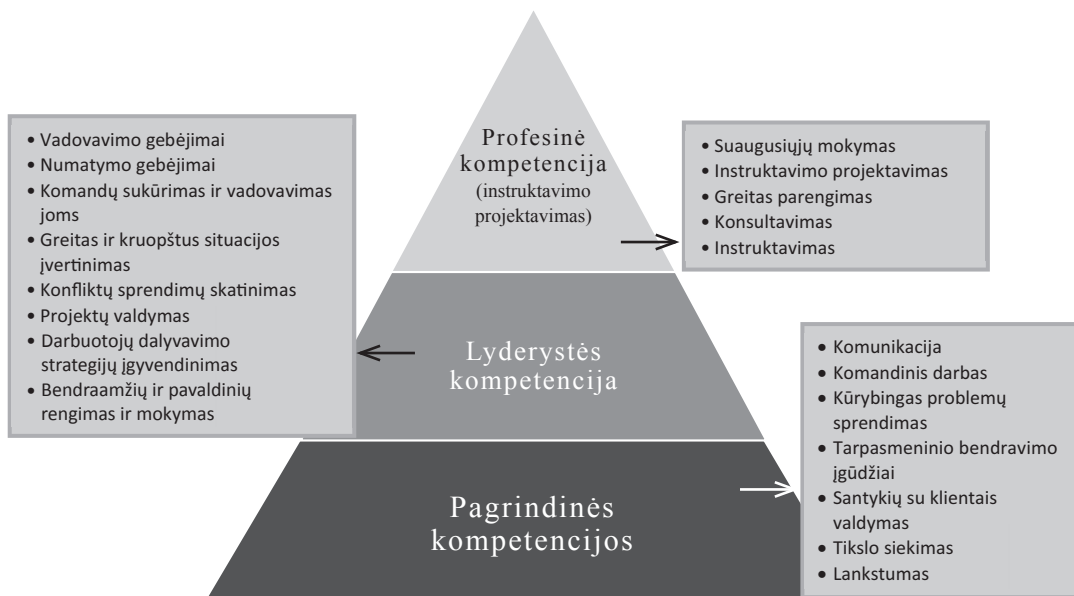 Profesinė
kompetencija
(instruktavimo
projektavimas)
• Vadovavimo gebėjimai
• Numatymo gebėjimai
• Komandų sukūrimas ir vadovavimas
joms
• Greitas ir kruopštus situacijos
įvertinimas
• Konfliktų sprendimų skatinimas
• Projektų valdymas
• Darbuotojų dalyvavimo
strategijų įgyvendinimas
• Bendraamžių ir pavaldinių
rengimas ir mokymas
• Suaugusiųjų mokymas
• Instruktavimo projektavimas
• Greitas parengimas
• Konsultavimas
• Instruktavimas
Lyderystės
kompetencija
• Komunikacija
• Komandinis darbas
• Kūrybingas problemų
sprendimas
• Tarpasmeninio bendravimo
įgūdžiai
• Santykių su klientais
valdymas
• Tikslo siekimas
• Lankstumas
Pagrindinės
kompetencijos